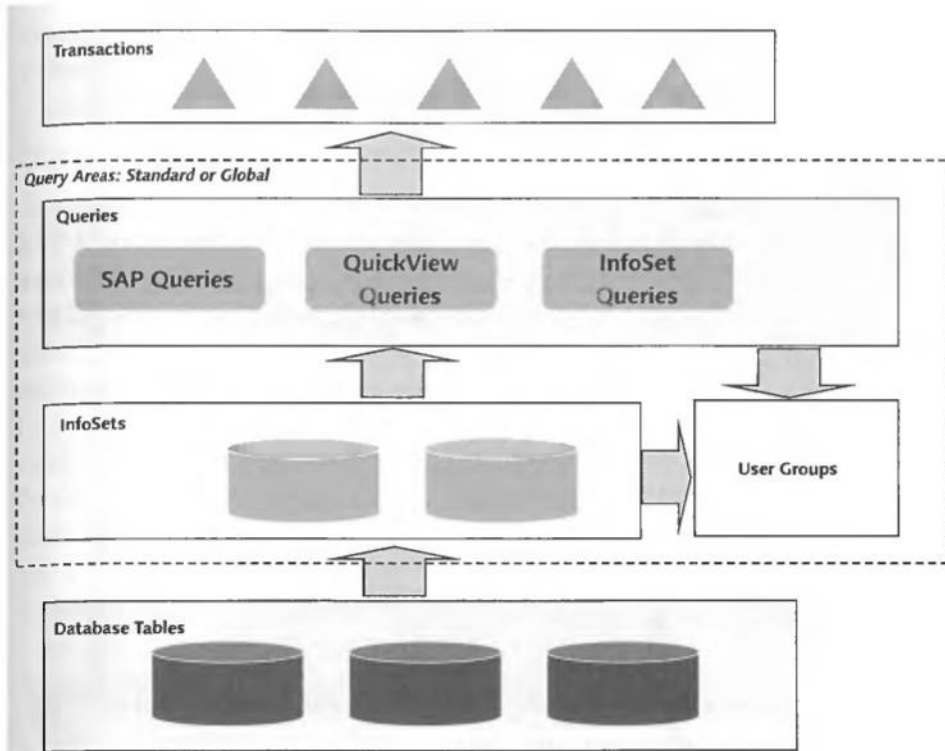 Transactions
Query Areas: Standard or Global
Queries
SAP Queries
QuickView
Queries
InfoSet
Queries
InfoSets
User Groups
Database Tables